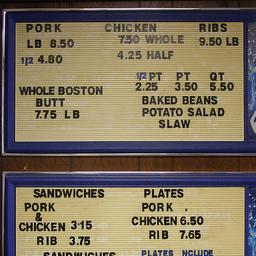 PORK CHICKEN RIBS
LB 8.50 7.50 WHOLE 9.50 LB
1/2 4.80 4.25 HALF
1/2 PT PT QT
WHOLE BOSTON 2.25 3.50 5.50
BUTT BAKED BEANS
7.75 LB POTATO SALAD
SLAW
SANDWICHES PLATES
PORK PORK .
&
CHICKEN 3.15 CHICKEN 6.50
RIB 3.75 RIB 7.65
SANDWICHES PLATES INCLUDE